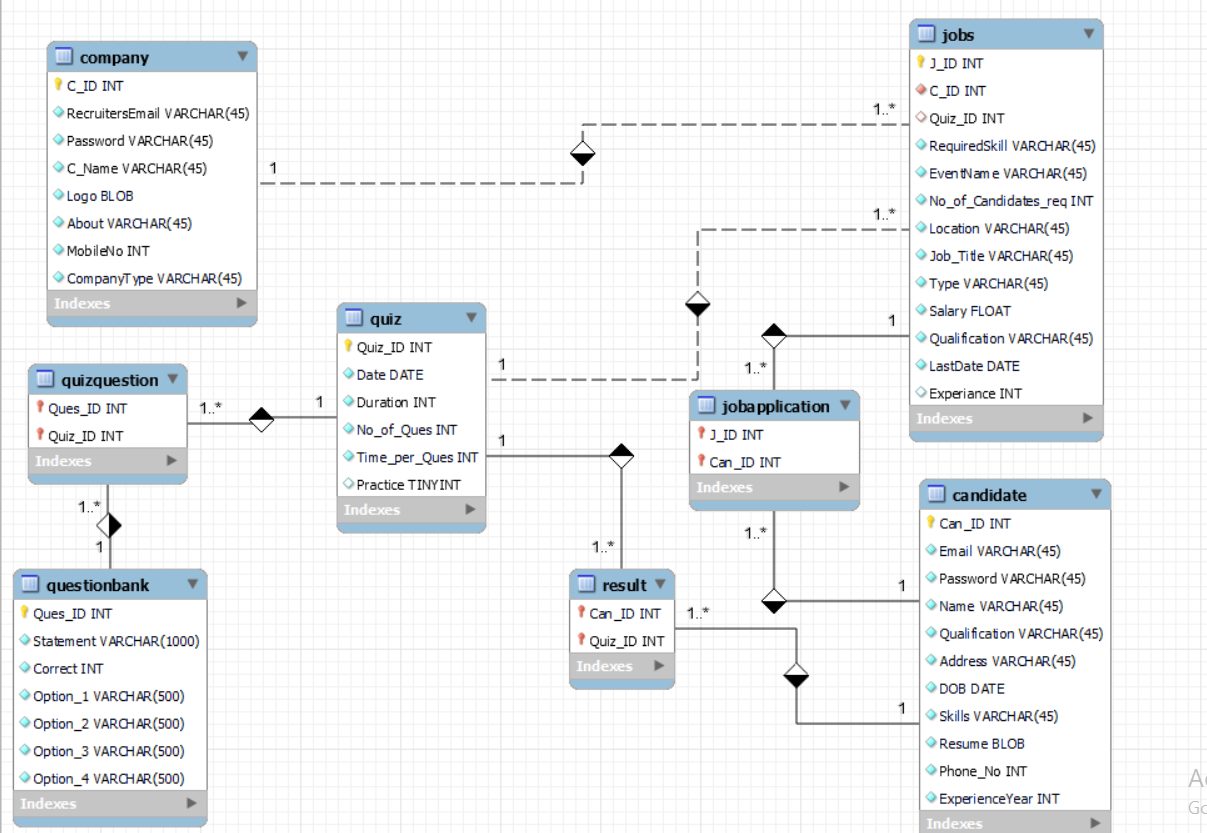 company
C_ID INT
RecruitersEmail VARCHAR(45)
Password VARCHAR(45)
C_Name VARCHAR(45)
Logo BLOB
About VARCHAR(45)
MobileNo INT
CompanyType VARCHAR(45)
Indexes
1
1..*
jobs
J_ID INT
C_ID INT
Quiz_ID INT
RequiredSkill VARCHAR(45)
EventName VARCHAR(45)
No_of_Candidates_req INT
Location VARCHAR(45)
Job_Title VARCHAR(45)
Type VARCHAR(45)
Salary FLOAT
Qualification VARCHAR(45)
LastDate DATE
Experiance INT
Indexes
1..*
1
quiz
Quiz_ID INT
Date DATE
Duration INT
No_of_Ques INT
Time_per_Ques INT
Practice TINYINT
Indexes
1
1
1
1..*
quizquestion
Ques_ID INT
Quiz_ID INT
Indexes
1..*
1..*
1
questionbank
Ques_ID INT
Statement VARCHAR(1000)
Correct INT
Option_1 VARCHAR(500)
Option_2 VARCHAR(500)
Option_3 VARCHAR(500)
Option_4 VARCHAR(500)
Indexes
1..*
jobapplication
J_ID INT
Can_ID INT
Indexes
1..*
1
result
Can_ID INT
Quiz_ID INT
Indexes
1..*
1
candidate
Can_ID INT
Email VARCHAR(45)
Password VARCHAR(45)
Name VARCHAR(45)
Qualification VARCHAR(45)
Address VARCHAR(45)
DOB DATE
Skills VARCHAR(45)
Resume BLOB
Phone_No INT
ExperienceYear INT
Indexes